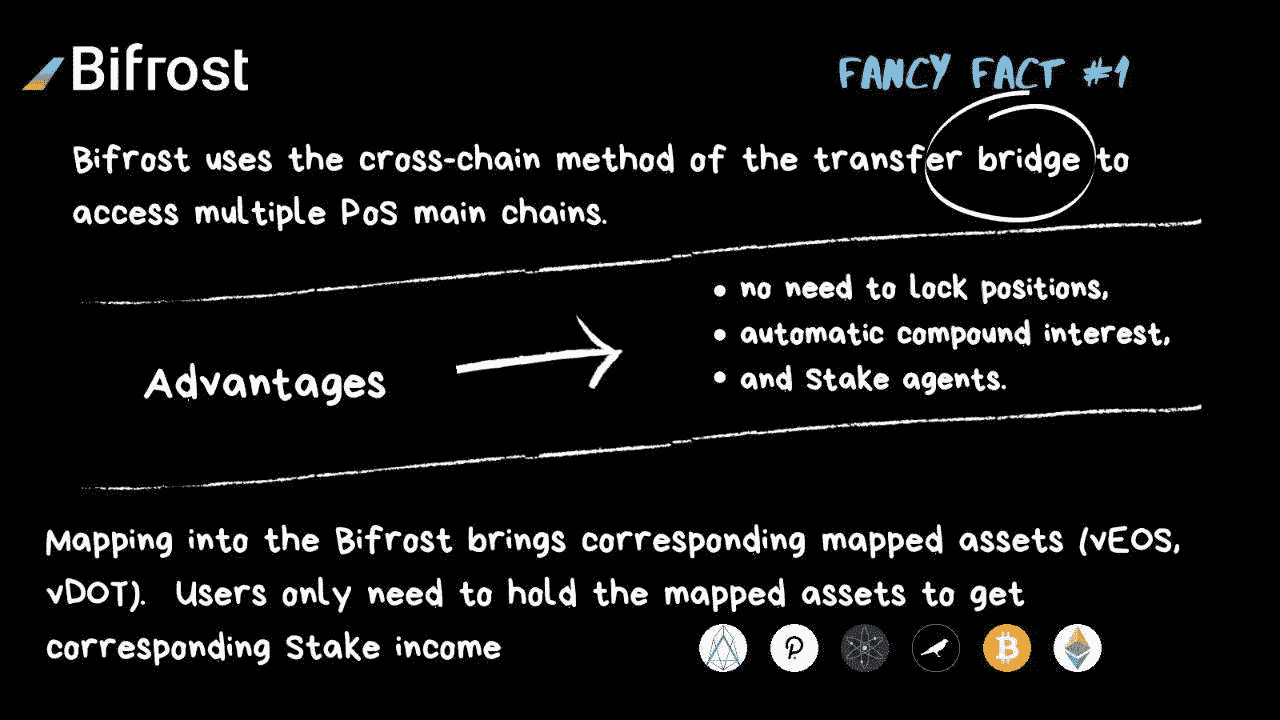 Bifrost
FANCY FACT #1
Bifrost uses the cross-chain method of the transfer bridge to
access multiple PoS main chains.
Advantages
• no need to lock positions,
• automatic compound interest,
• and Stake agents.
Mapping into the Bifrost brings corresponding mapped assets (vEOS,
vDOT). Users only need to hold the mapped assets to get
corresponding Stake income